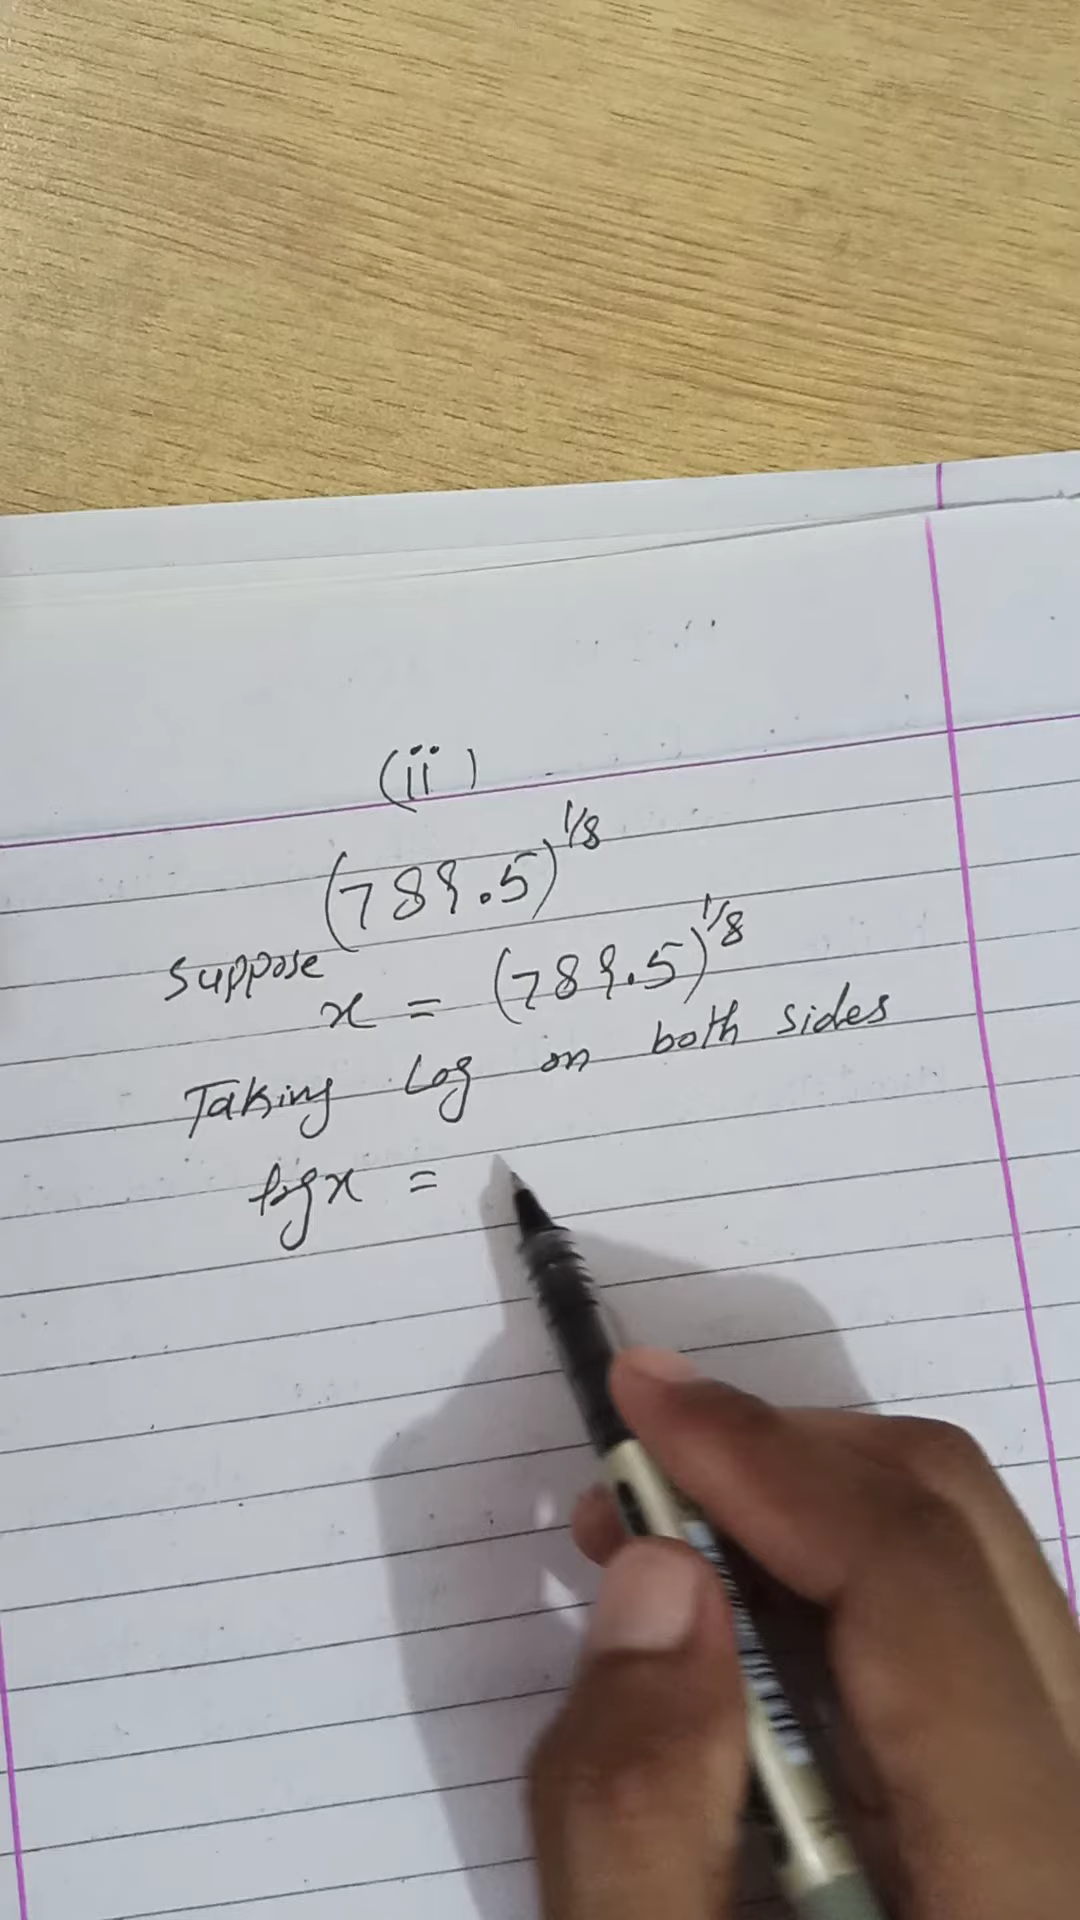 (ii)
(789.5)^1/8
Suppose
x = (789.5)^1/8
Taking Log on both sides
log x =